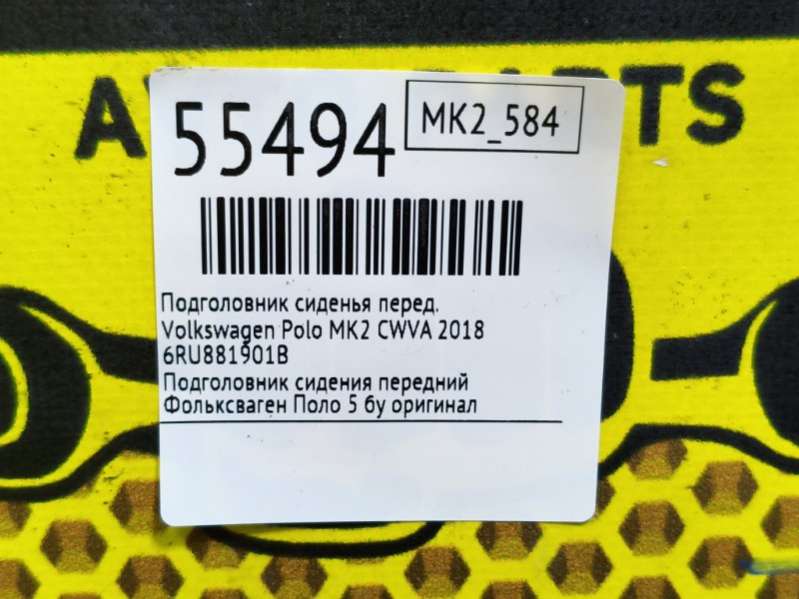 PARTS
55494
MK2_584
Подголовник сиденья перед.
Volkswagen Polo MK2 CWVA 2018
6RU881901B
Подголовник сидения передний
Фольксваген Поло 5 бу оригинал